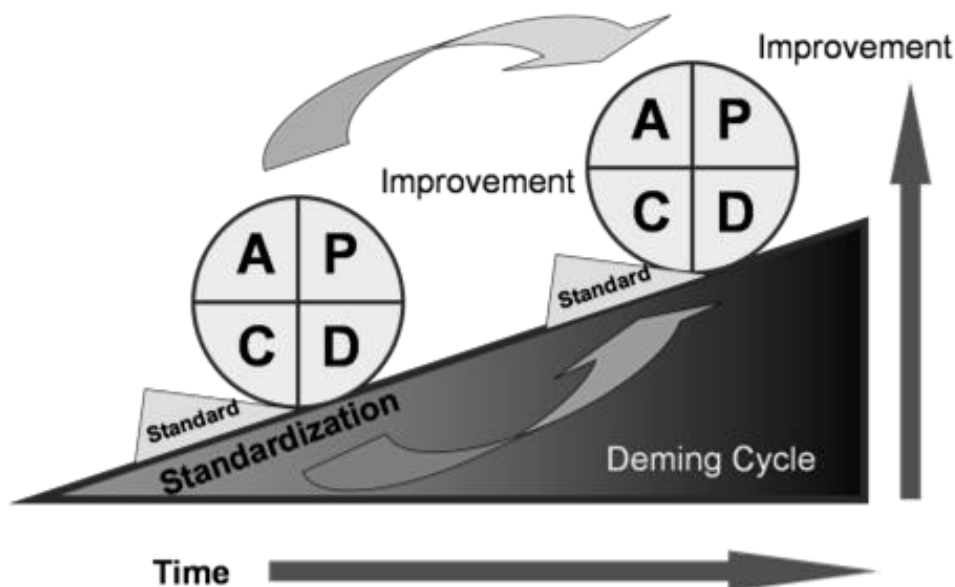 Improvement
A P
C D
Improvement
Standard
A P
C D
Standard
Standardization
Deming Cycle
Time